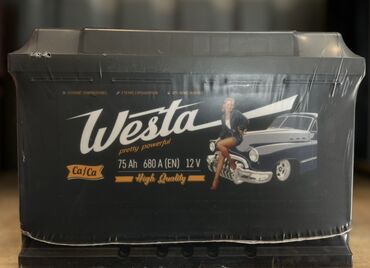 Westa
pretty powerful
75 Ah 680 A (EN) 12 V
Ca/Ca
High Quality